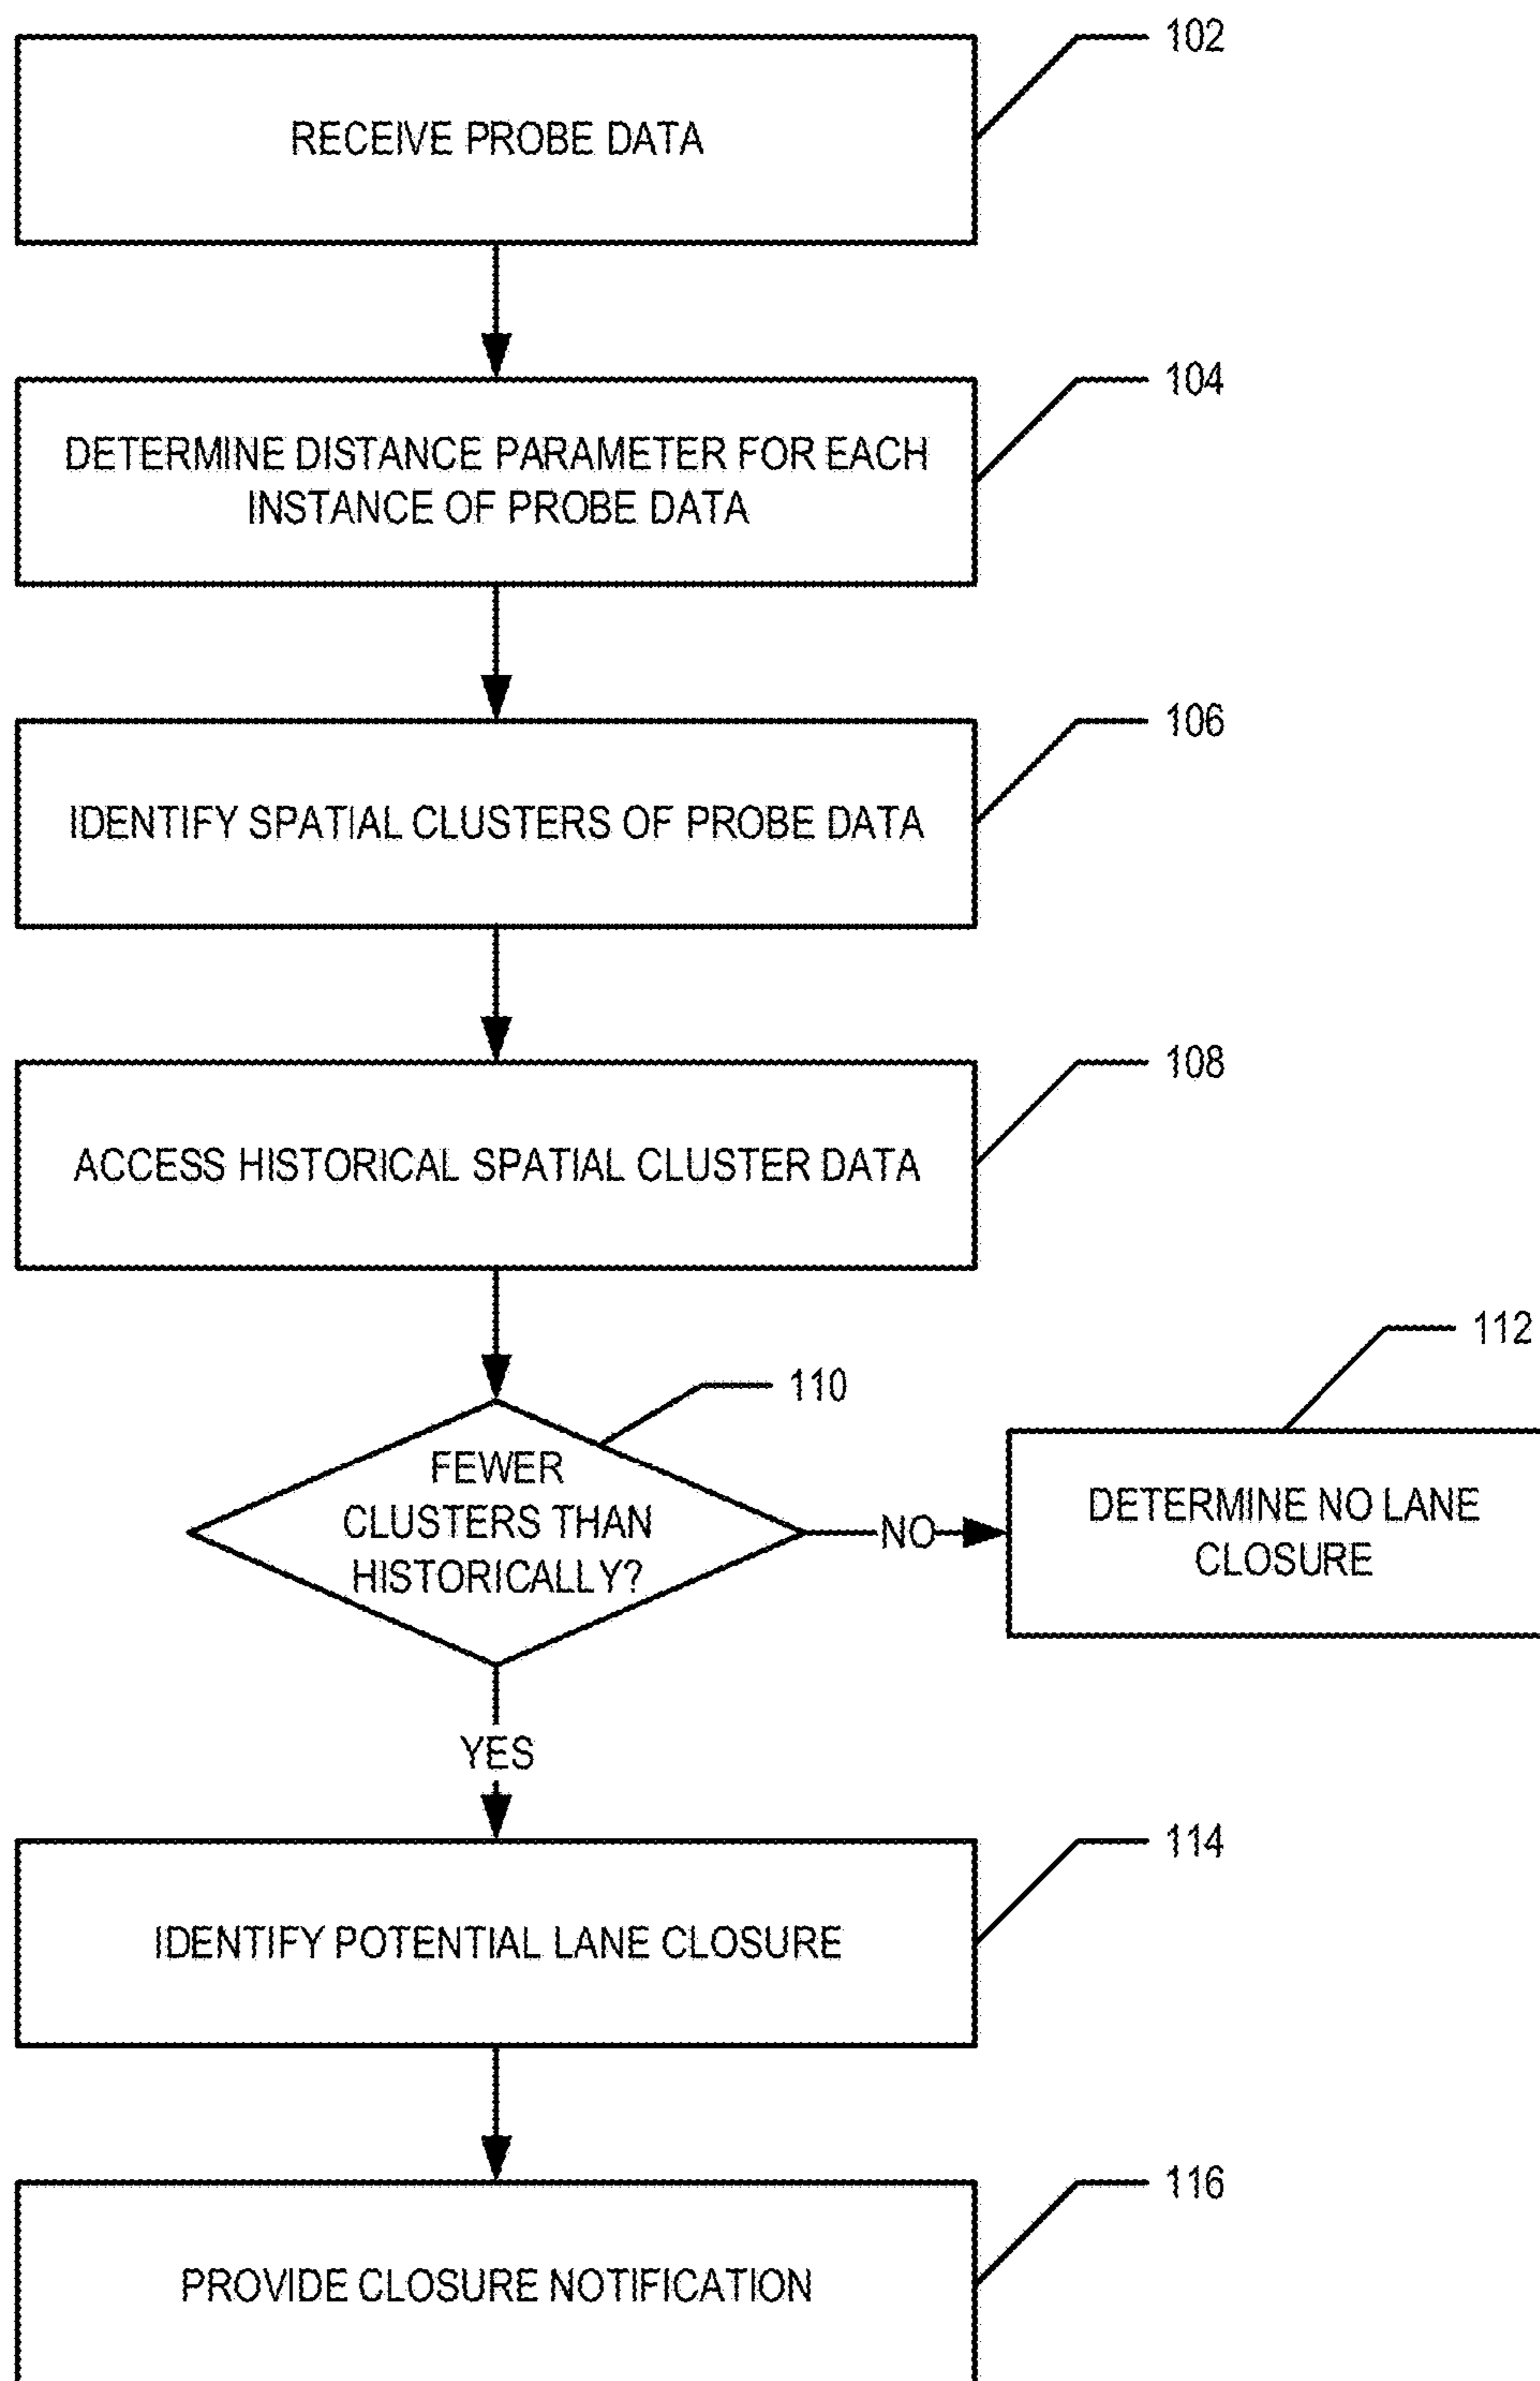 102
RECEIVE PROBE DATA
104
DETERMINE DISTANCE PARAMETER FOR EACH
INSTANCE OF PROBE DATA
106
IDENTIFY SPATIAL CLUSTERS OF PROBE DATA
108
ACCESS HISTORICAL SPATIAL CLUSTER DATA
110
FEWER
CLUSTERS THAN
HISTORICALLY?
NO
112
DETERMINE NO LANE
CLOSURE
YES
114
IDENTIFY POTENTIAL LANE CLOSURE
116
PROVIDE CLOSURE NOTIFICATION